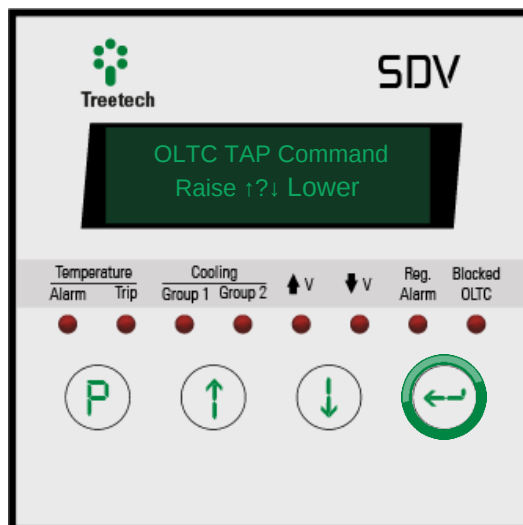 Treetech
SDV
OLTC TAP Command
Raise ↑?↓ Lower
Temperature
Alarm Trip
Cooling
Group 1 Group 2
↑ V
↓ V
Reg.
Alarm
Blocked
OLTC
P